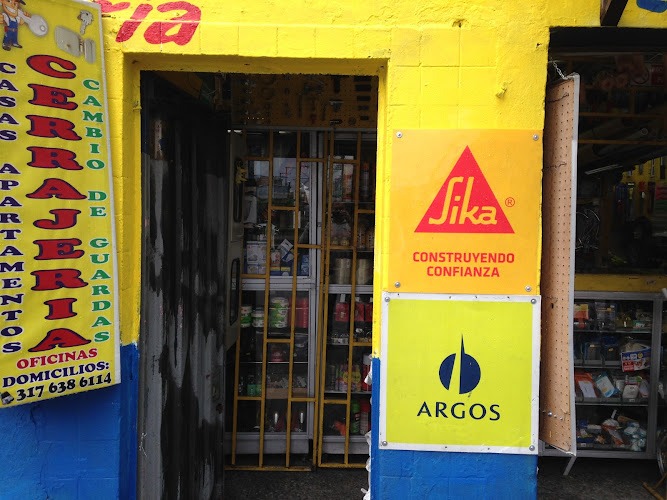 ria
CERRAJERIA
CASAS APARTAMENTOS
CAMBIO DE GUARDAS
OFICINAS
DOMICILIOS:
317 638 6114
Sika®
CONSTRUYENDO
CONFIANZA
ARGOS